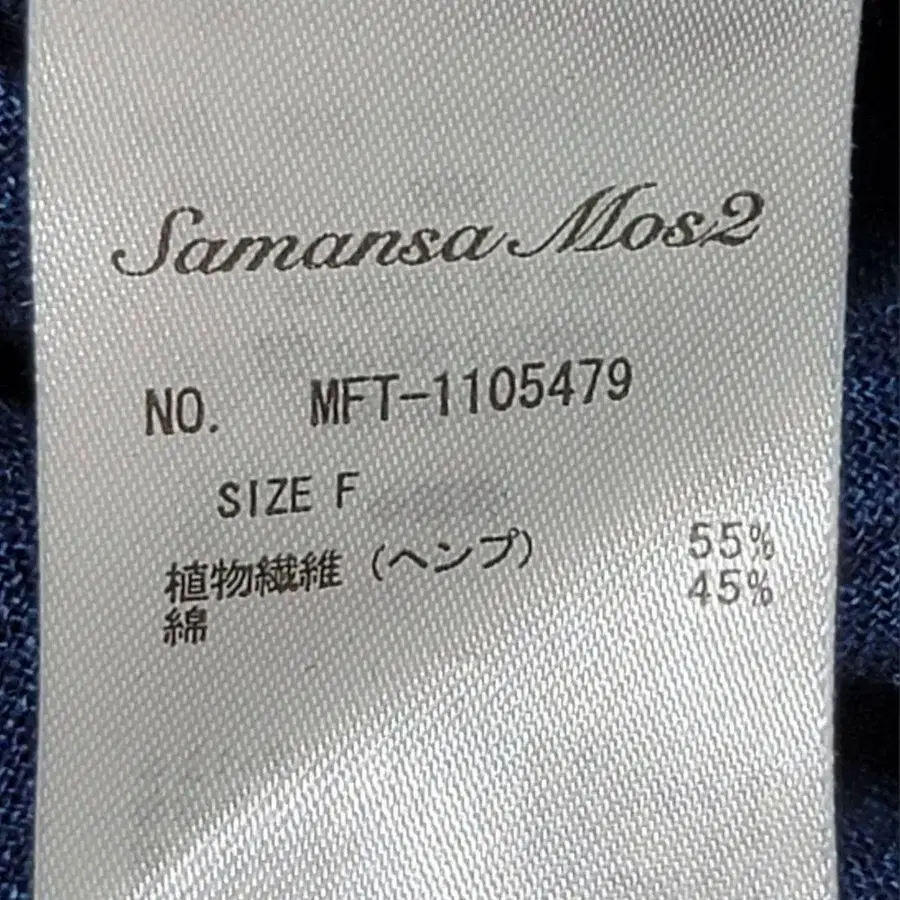 Samansa Mos2
NO. MFT-1105479
SIZE F
植物繊維 (ヘンプ) 55%
綿 45%